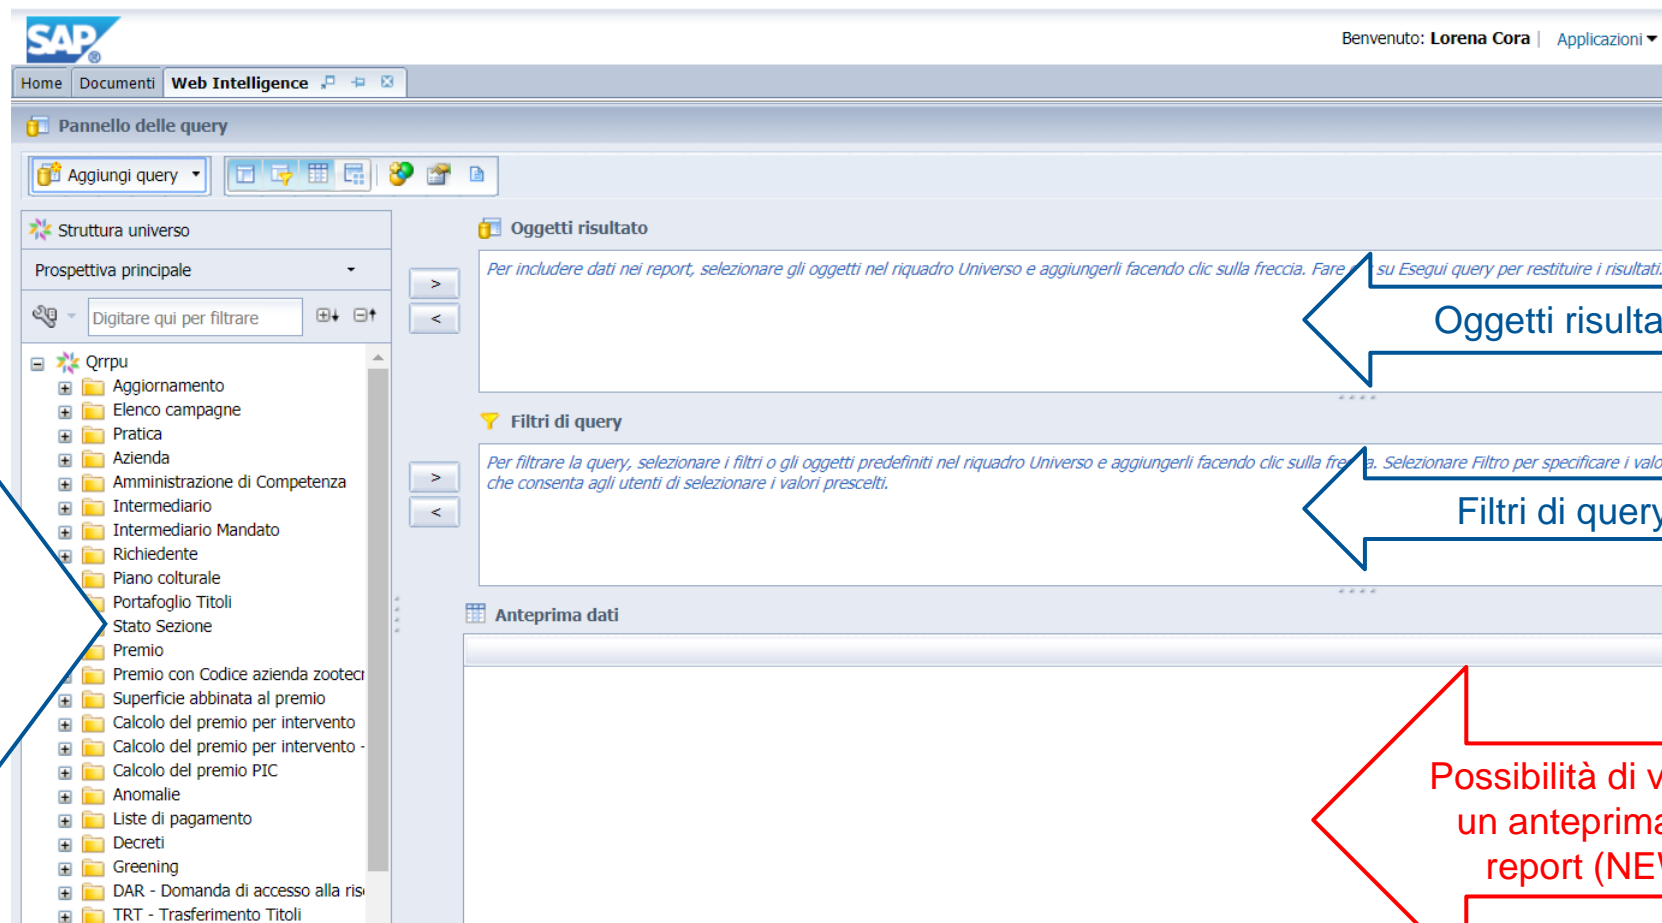 SAP
Benvenuto: Lorena Cora | Applicazioni
Home Documenti Web Intelligence
Pannello delle query
Aggiungi query
Struttura universo
Prospettiva principale
Digitare qui per filtrare
Qrrpu
Aggiornamento
Elenco campagne
Pratica
Azienda
Amministrazione di Competenza
Intermediario
Intermediario Mandato
Richiedente
Piano colturale
Portafoglio Titoli
Stato Sezione
Premio
Premio con Codice azienda zootec
Superficie abbinata al premio
Calcolo del premio per intervento
Calcolo del premio per intervento -
Calcolo del premio PIC
Anomalie
Liste di pagamento
Decreti
Greening
DAR - Domanda di accesso alla ris
TRT - Trasferimento Titoli
>
<
Oggetti risultato
Per includere dati nei report, selezionare gli oggetti nel riquadro Universo e aggiungerli facendo clic sulla freccia. Fare su Esegui query per restituire i risultati.
Oggetti risulta
Filtri di query
>
<
Per filtrare la query, selezionare i filtri o gli oggetti predefiniti nel riquadro Universo e aggiungerli facendo clic sulla freccia. Selezionare Filtro per specificare i valo
che consenta agli utenti di selezionare i valori prescelti.
Filtri di query
Anteprima dati
Possibilità di v
un anteprima
report (NEW